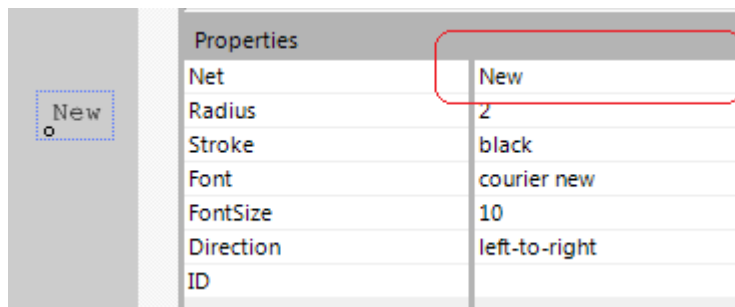 Properties
Net New
New
Radius 2
Stroke black
Font courier new
FontSize 10
Direction left-to-right
ID